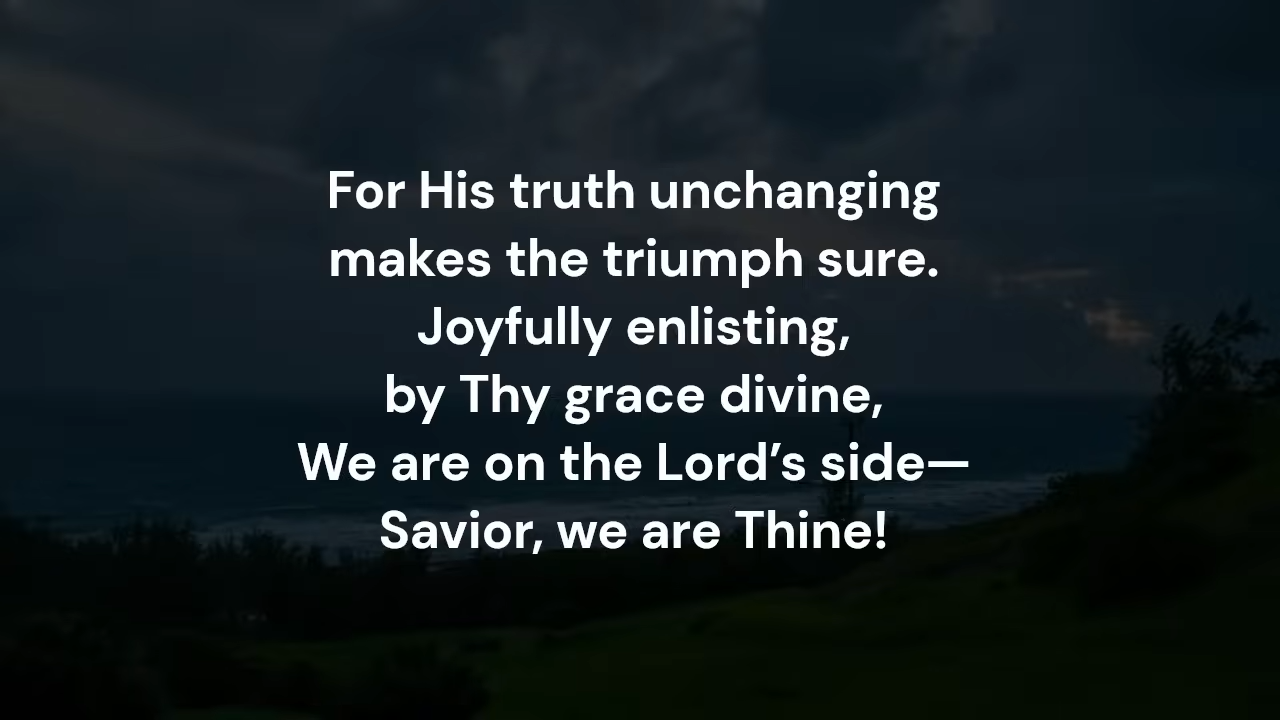 For His truth unchanging
makes the triumph sure.
Joyfully enlisting,
by Thy grace divine,
We are on the Lord’s side—
Savior, we are Thine!